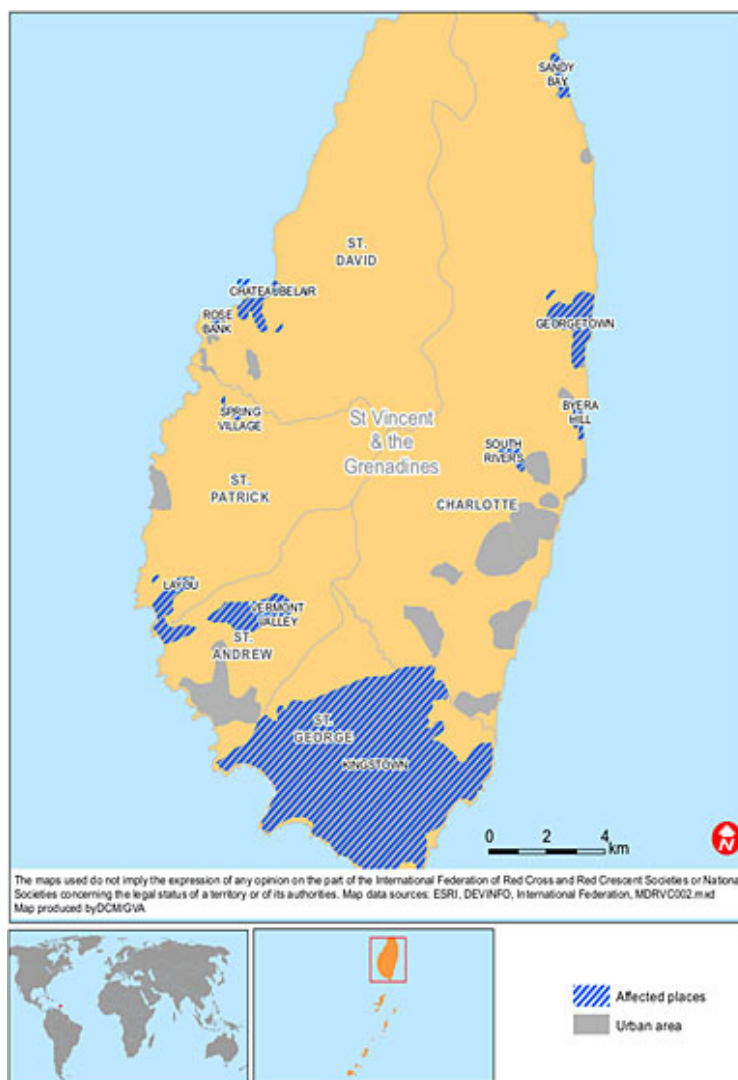 SANDY
BAY
ST.
DAVID
CHATEAUBELAIR
ROSE
BANK
GEORGETOWN
SPRING
VILLAGE
BYERA
HILL
St Vincent
& the
Grenadines
SOUTH
RIVERS
ST.
PATRICK
CHARLOTTE
LAYOU
VERMONT
VALLEY
ST.
ANDREW
ST.
GEORGE
KINGSTOWN
0 2 4
km
N
The maps used do not imply the expression of any opinion on the part of the International Federation of Red Cross and Red Crescent Societies or National
Societies concerning the legal status of a territory or of its authorities. Map data sources: ESRI, DEVINFO, International Federation, MDRVC002.mxd
Map produced byDCM/GVA
Affected places
Urban area